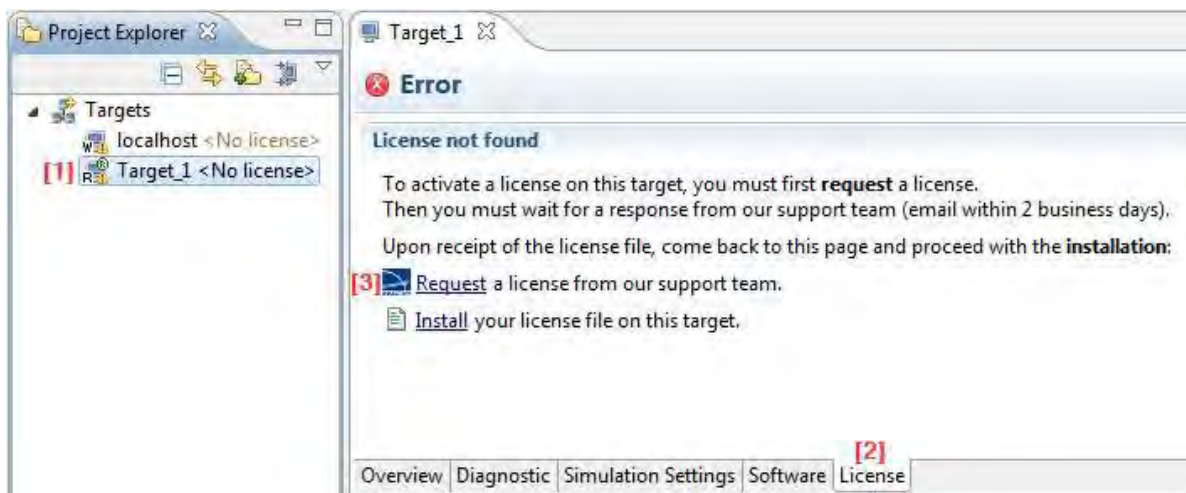 Project Explorer
Targets
localhost <No license>
[1] Target_1 <No license>
Target_1
Error
License not found
To activate a license on this target, you must first request a license.
Then you must wait for a response from our support team (email within 2 business days).
Upon receipt of the license file, come back to this page and proceed with the installation:
[3] Request a license from our support team.
Install your license file on this target.
[2]
Overview Diagnostic Simulation Settings Software License